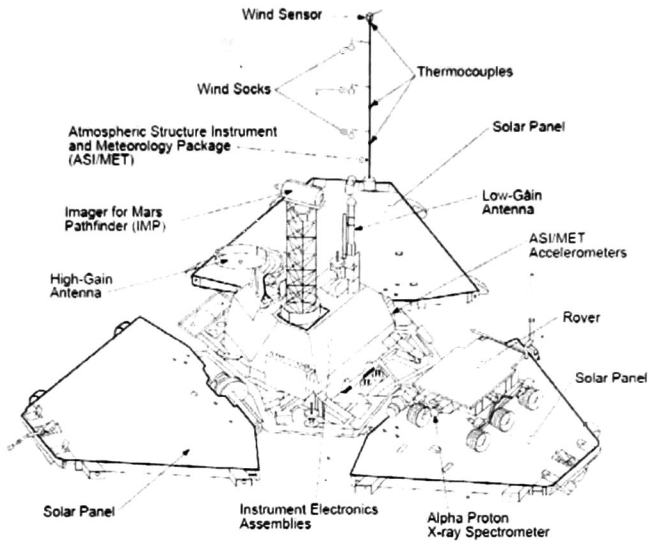 Wind Sensor
Thermocouples
Wind Socks
Solar Panel
Atmospheric Structure Instrument
and Meteorology Package
(ASI/MET)
Low-Gain
Antenna
Imager for Mars
Pathfinder (IMP)
ASI/MET
Accelerometers
High-Gain
Antenna
Rover
Solar Panel
Solar Panel
Instrument Electronics
Assemblies
Alpha Proton
X-ray Spectrometer